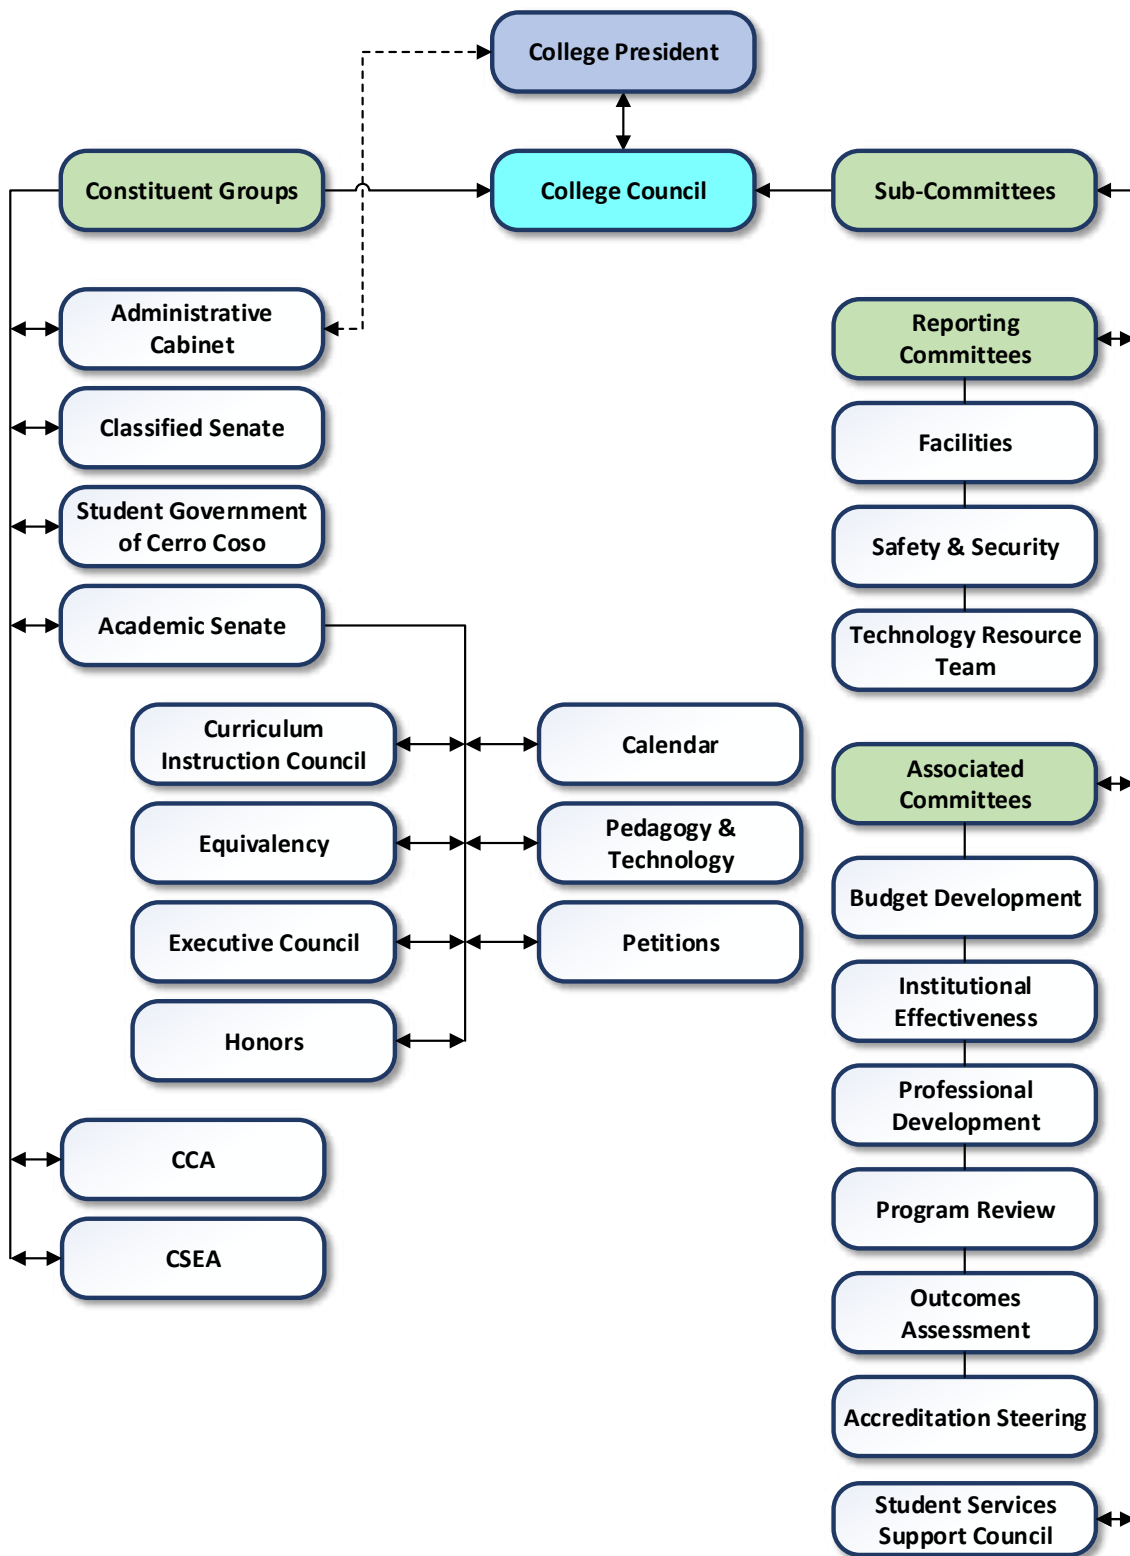 College President
Constituent Groups
College Council
Sub-Committees
Administrative
Cabinet
Classified Senate
Student Government
of Cerro Coso
Academic Senate
Curriculum
Instruction Council
Equivalency
Executive Council
Honors
Calendar
Pedagogy &
Technology
Petitions
CCA
CSEA
Reporting
Committees
Facilities
Safety & Security
Technology Resource
Team
Associated
Committees
Budget Development
Institutional
Effectiveness
Professional
Development
Program Review
Outcomes
Assessment
Accreditation Steering
Student Services
Support Council